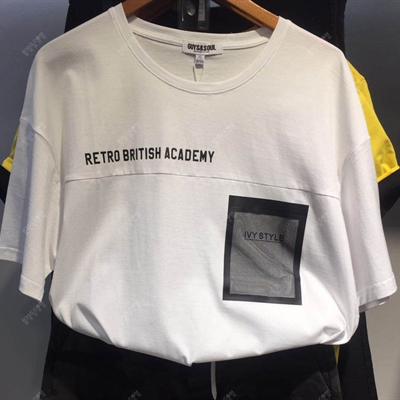 GUYS&SOUL
RETRO BRITISH ACADEMY
IVY STYLE